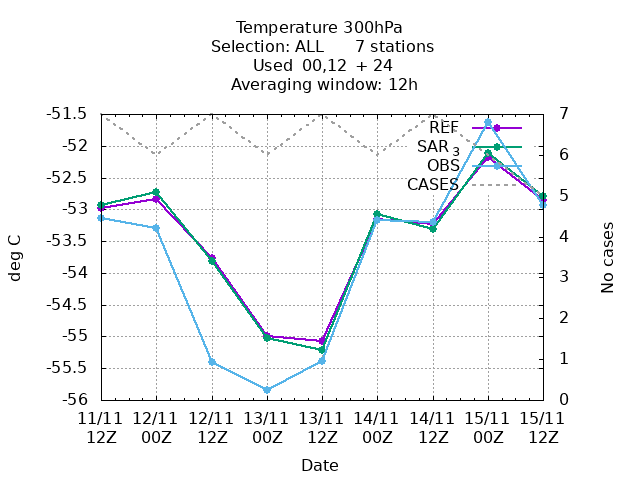 Temperature 300hPa
Selection: ALL 7 stations
Used 00,12 + 24
Averaging window: 12h
-51.5
-52
-52.5
-53
-53.5
-54
-54.5
-55
-55.5
-56
deg C
7
6
5
4
3
2
1
0
No cases
REF
SAR 3
OBS
CASES
11/11 12/11 12/11 13/11 13/11 14/11 14/11 15/11 15/11
12Z 00Z 12Z 00Z 12Z 00Z 12Z 00Z 12Z
Date